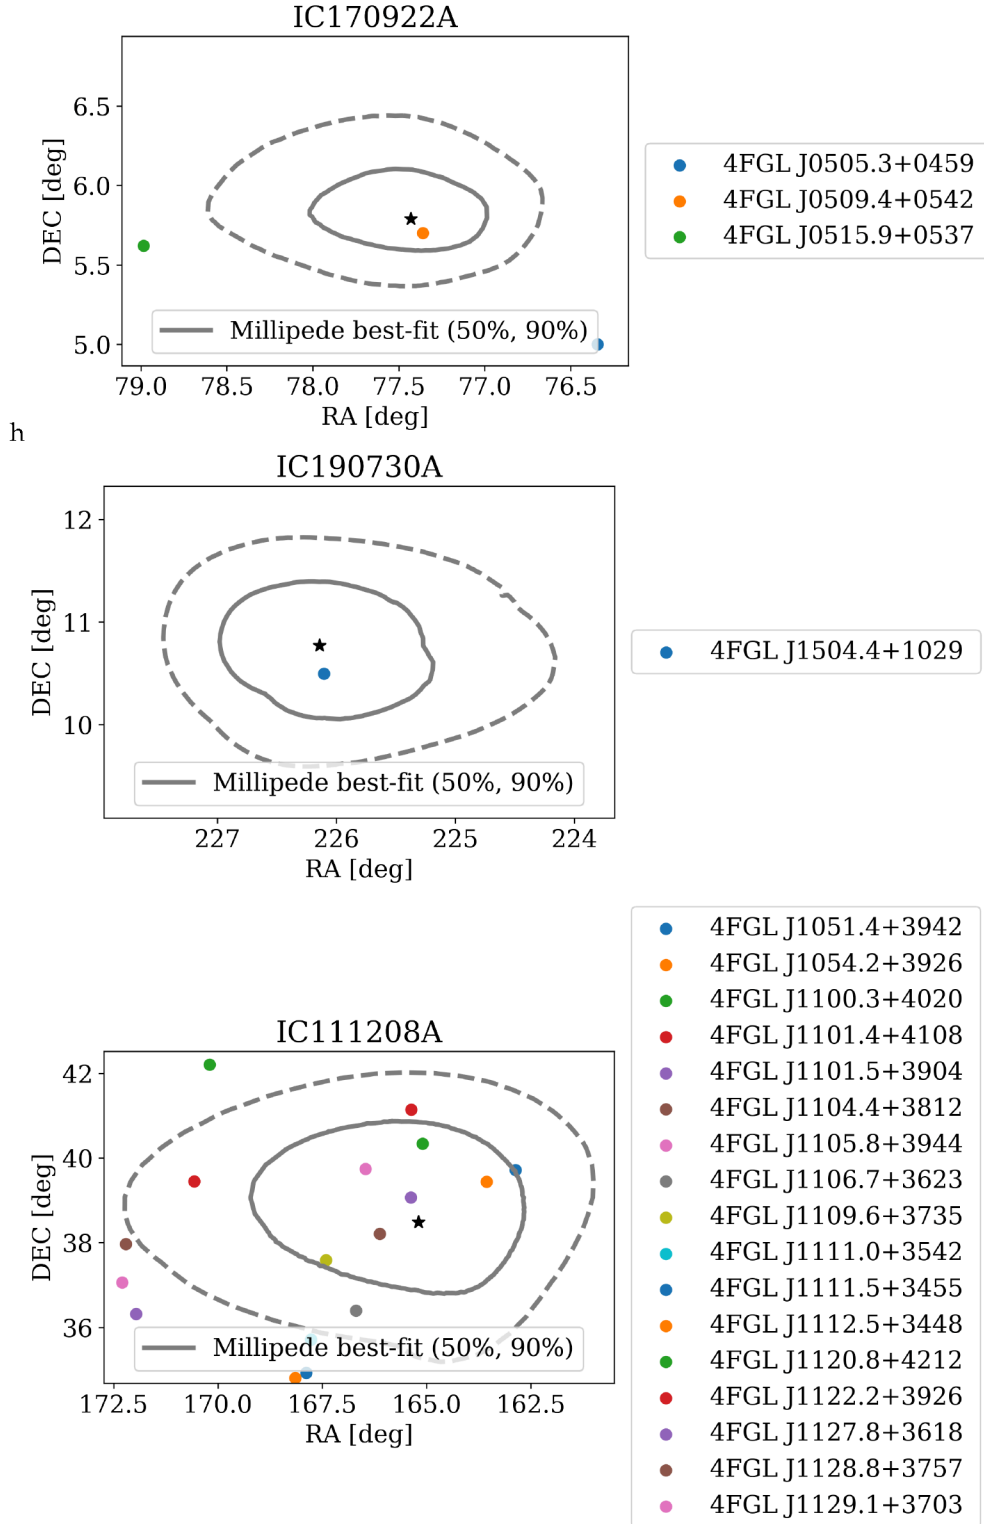 IC170922A
6.5
6.0
5.5
5.0
DEC [deg]
79.0 78.5 78.0 77.5 77.0 76.5
RA [deg]
Millipede best-fit (50%, 90%)
4FGL J0505.3+0459
4FGL J0509.4+0542
4FGL J0515.9+0537
h
IC190730A
12
11
10
DEC [deg]
227 226 225 224
RA [deg]
Millipede best-fit (50%, 90%)
4FGL J1504.4+1029
IC111208A
42
40
38
36
DEC [deg]
172.5 170.0 167.5 165.0 162.5
RA [deg]
Millipede best-fit (50%, 90%)
4FGL J1051.4+3942
4FGL J1054.2+3926
4FGL J1100.3+4020
4FGL J1101.4+4108
4FGL J1101.5+3904
4FGL J1104.4+3812
4FGL J1105.8+3944
4FGL J1106.7+3623
4FGL J1109.6+3735
4FGL J1111.0+3542
4FGL J1111.5+3455
4FGL J1112.5+3448
4FGL J1120.8+4212
4FGL J1122.2+3926
4FGL J1127.8+3618
4FGL J1128.8+3757
4FGL J1129.1+3703